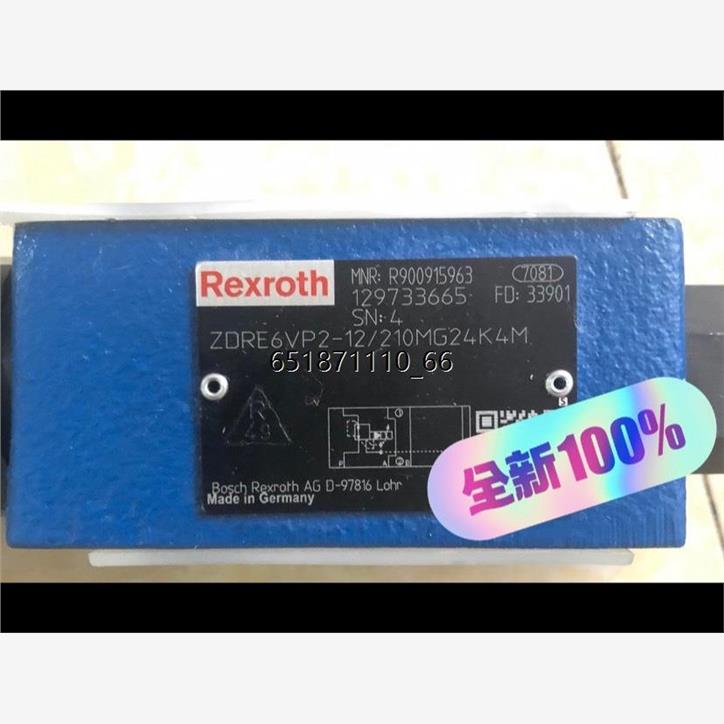 Rexroth
MNR: R900915963
7081
129733665
FD: 33901
SN: 4
ZDRE6VP2-12/210MG24K4M
651871110_66
R
29
P A B
Bosch Rexroth AG D-97816 Lohr
Made in Germany
S
全新100%